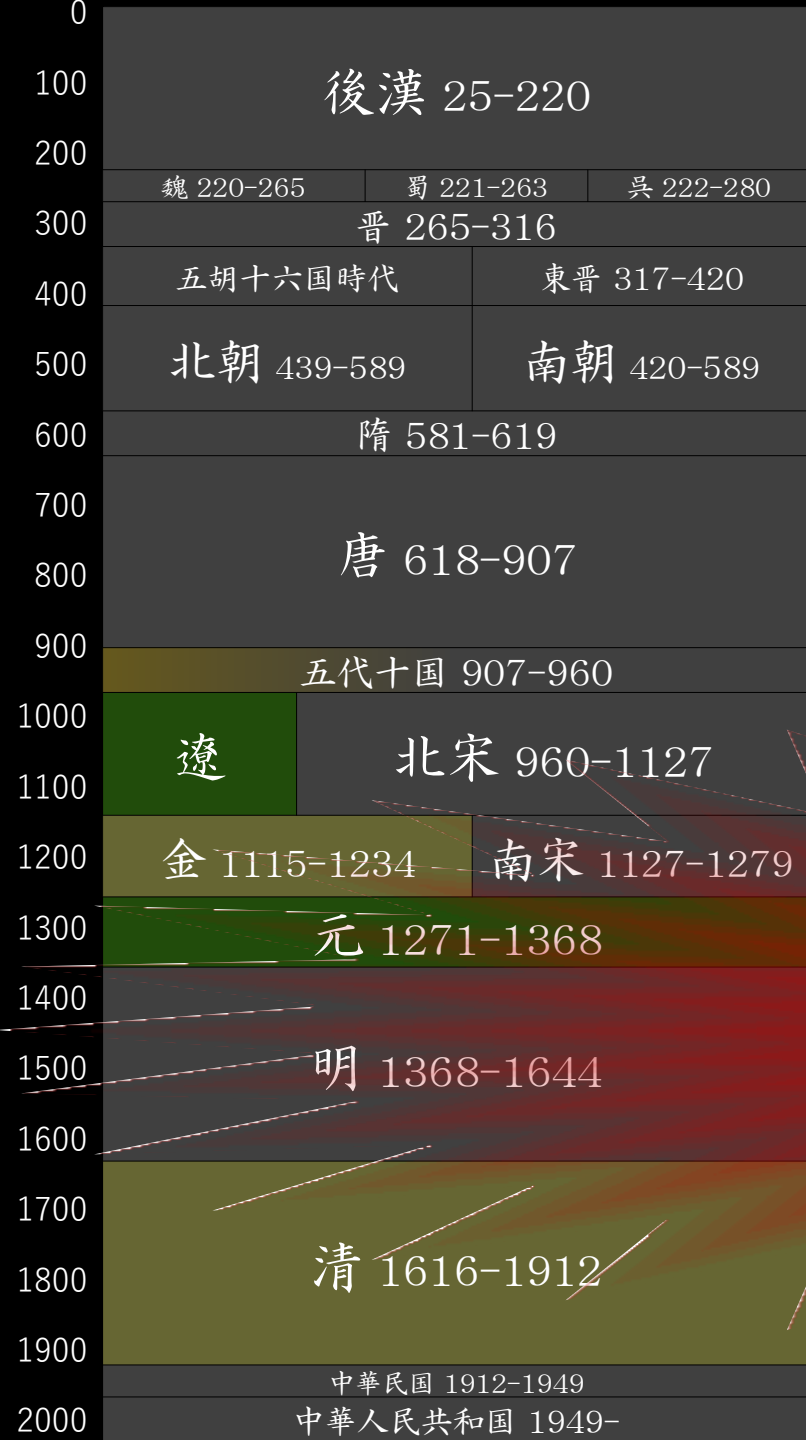 0
100
後漢 25-220
200
魏 220-265
蜀 221-263
呉 222-280
300
晋 265-316
五胡十六国時代
東晋 317-420
400
北朝 439-589
南朝 420-589
500
600
隋 581-619
700
唐 618-907
800
900
五代十国 907-960
1000
遼
北宋 960-1127
1100
1200
金 1115-1234
南宋 1127-1279
1300
元 1271-1368
1400
1500
明 1368-1644
1600
1700
清 1616-1912
1800
1900
中華民国 1912-1949
2000
中華人民共和国 1949-